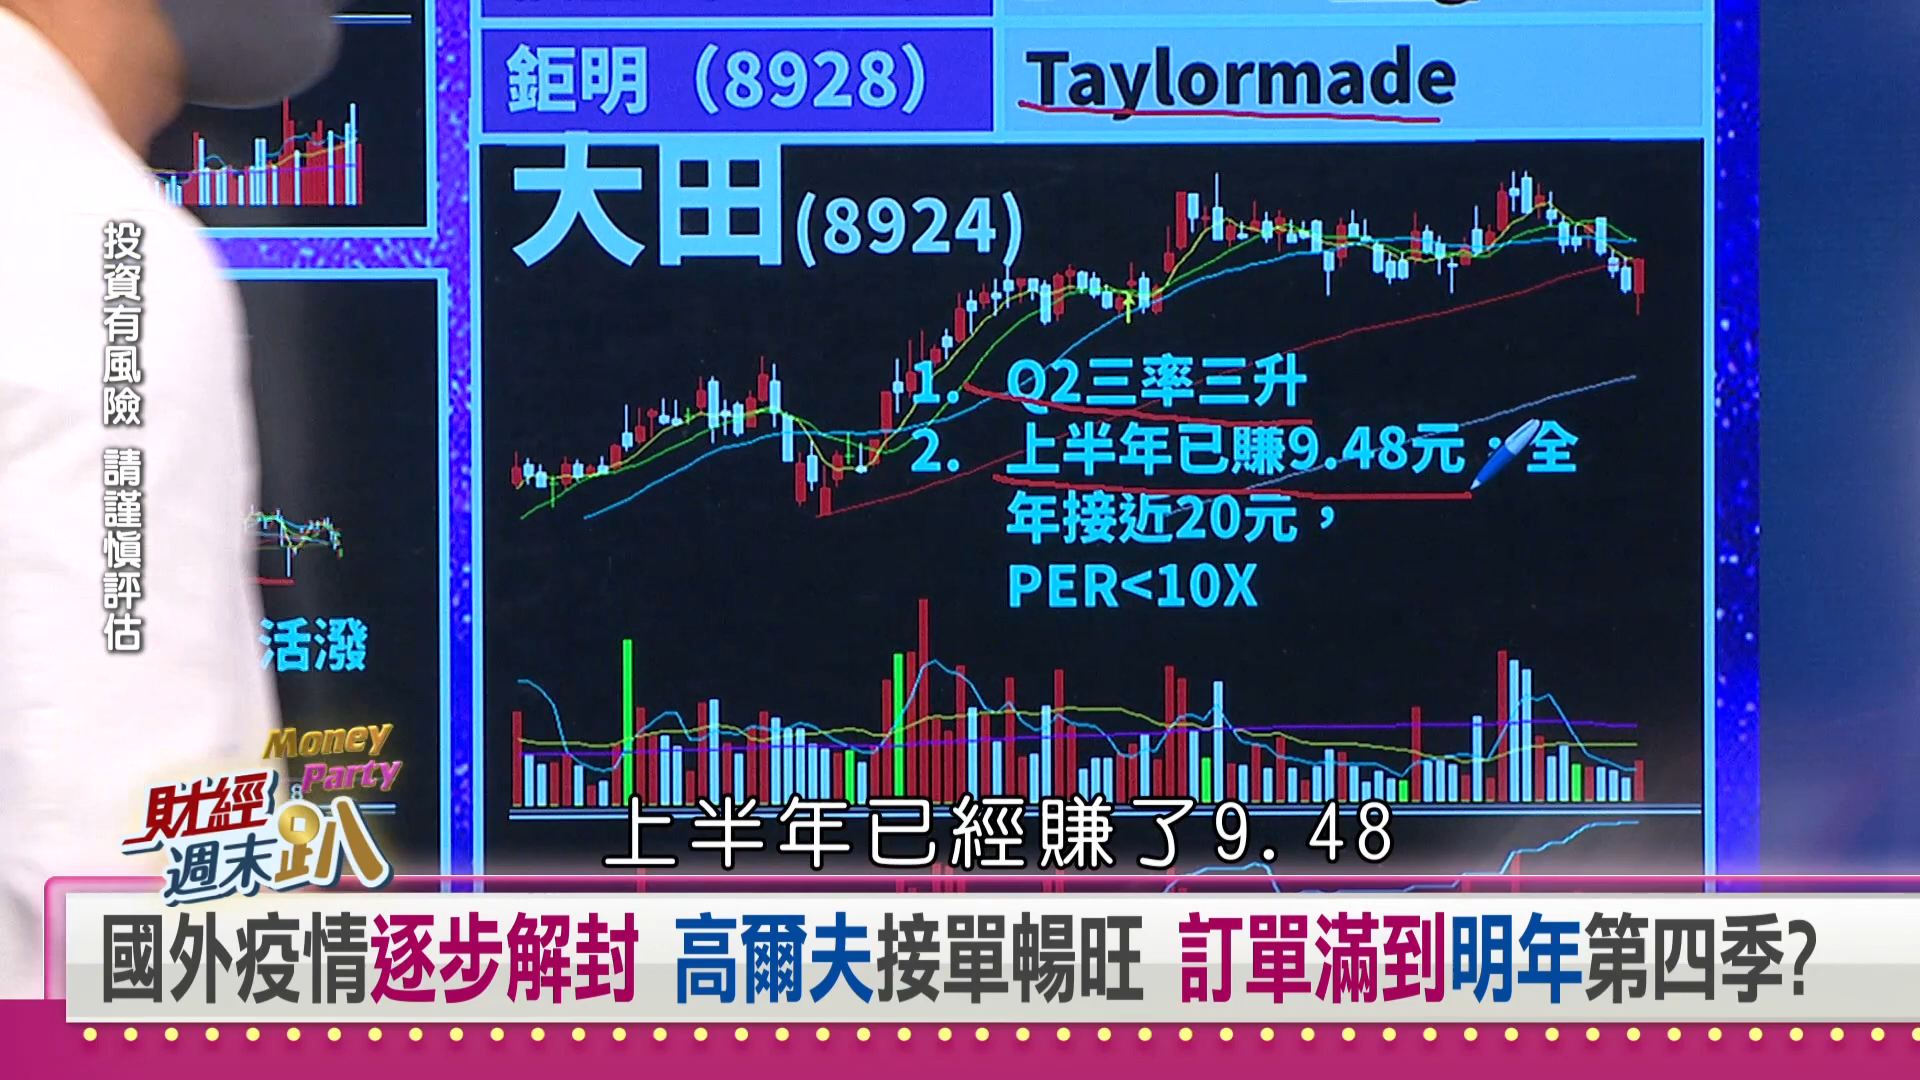 鉅明（8928）
Taylormade
大田(8924)
1. Q2三率三升
2. 上半年已賺9.48元，全
年接近20元，
PER<10X
投資有風險 請謹慎評估
活潑
Money
Party
財經
週末趴
上半年已經賺了9.48
國外疫情逐步解封 高爾夫接單暢旺 訂單滿到明年第四季?